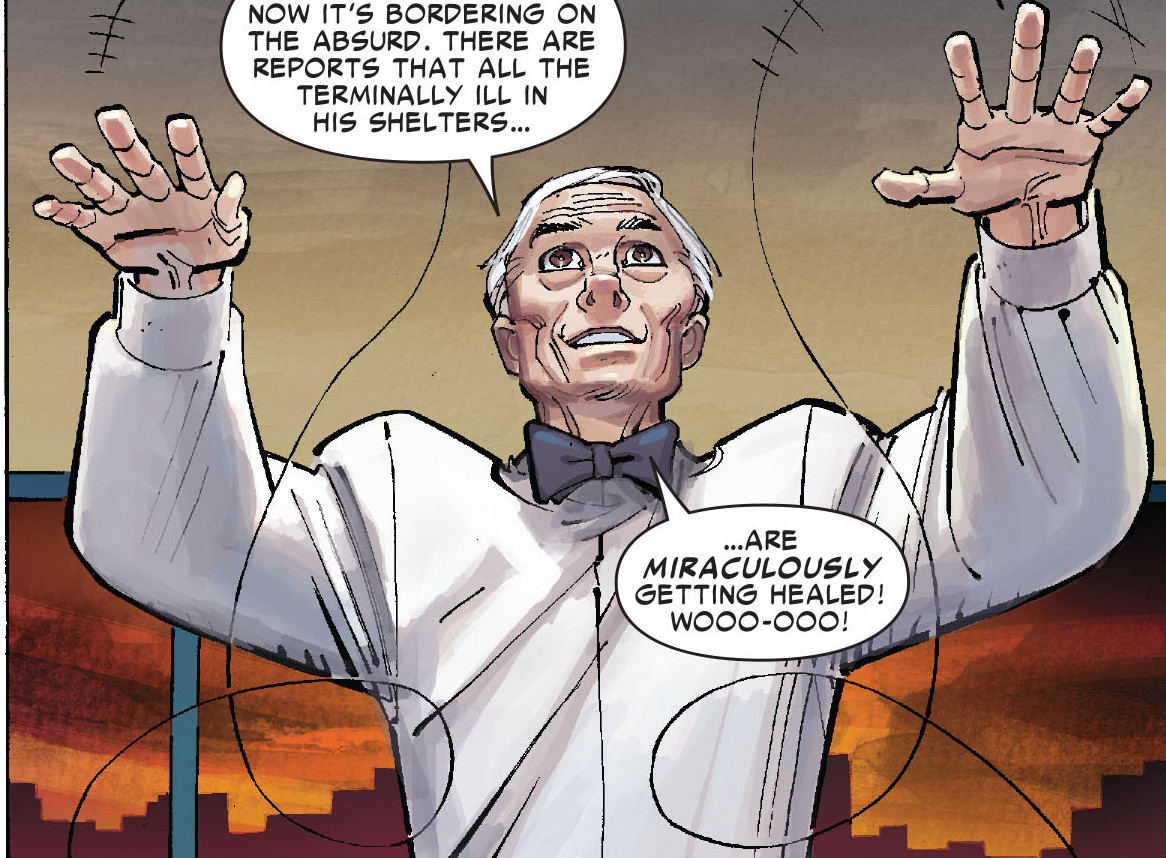 NOW IT'S BORDERING ON
THE ABSURD. THERE ARE
REPORTS THAT ALL THE
TERMINALLY ILL IN
HIS SHELTERS...
...ARE
MIRACULOUSLY
GETTING HEALED!
WOOO-OOO!